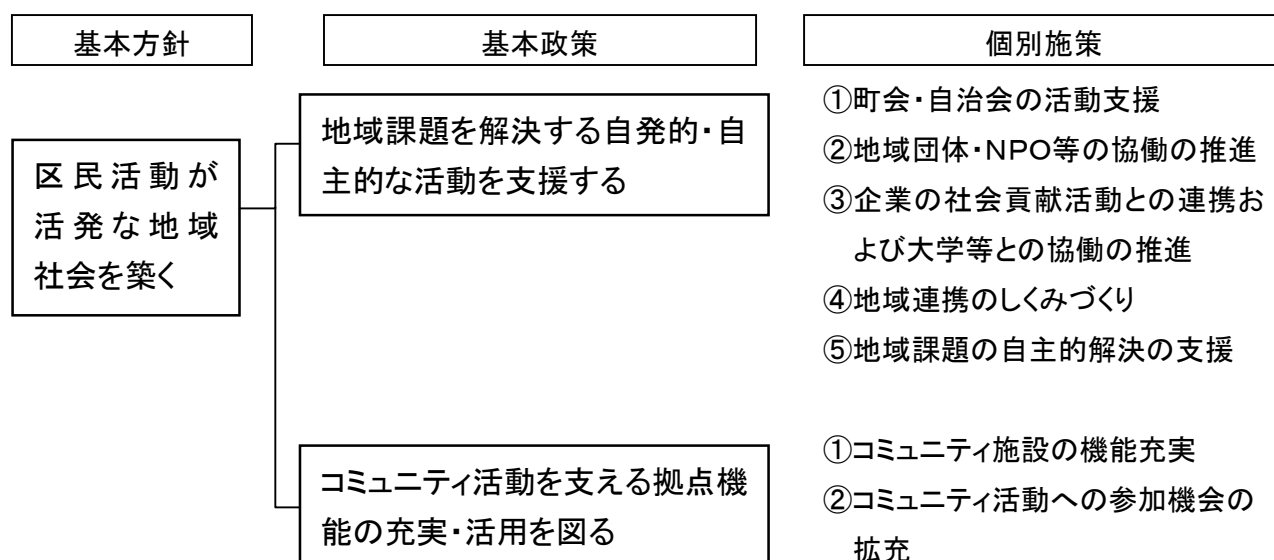 基本方針
基本政策
個別施策
区民活動が
活発な地域
社会を築く
地域課題を解決する自発的・自
主的な活動を支援する
①町会・自治会の活動支援
②地域団体・NPO等の協働の推進
③企業の社会貢献活動との連携お
よび大学等との協働の推進
④地域連携のしくみづくり
⑤地域課題の自主的解決の支援
コミュニティ活動を支える拠点機
能の充実・活用を図る
①コミュニティ施設の機能充実
②コミュニティ活動への参加機会の
拡充